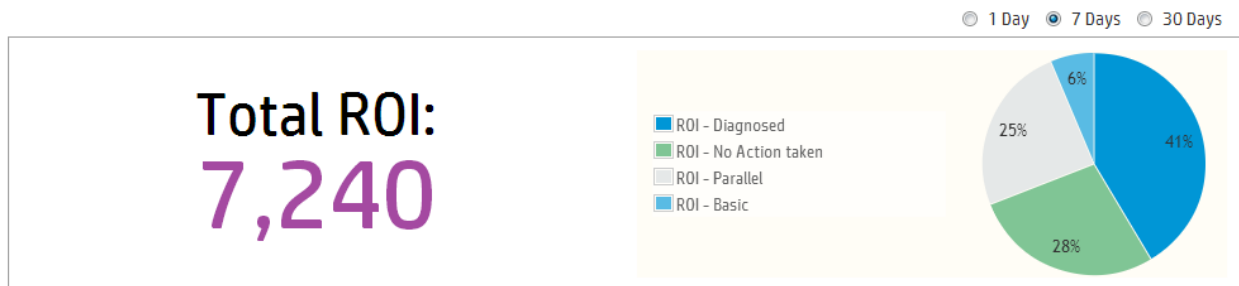 1 Day 7 Days 30 Days
Total ROI:
7,240
ROI - Diagnosed
ROI - No Action taken
ROI - Parallel
ROI - Basic
6%
41%
25%
28%